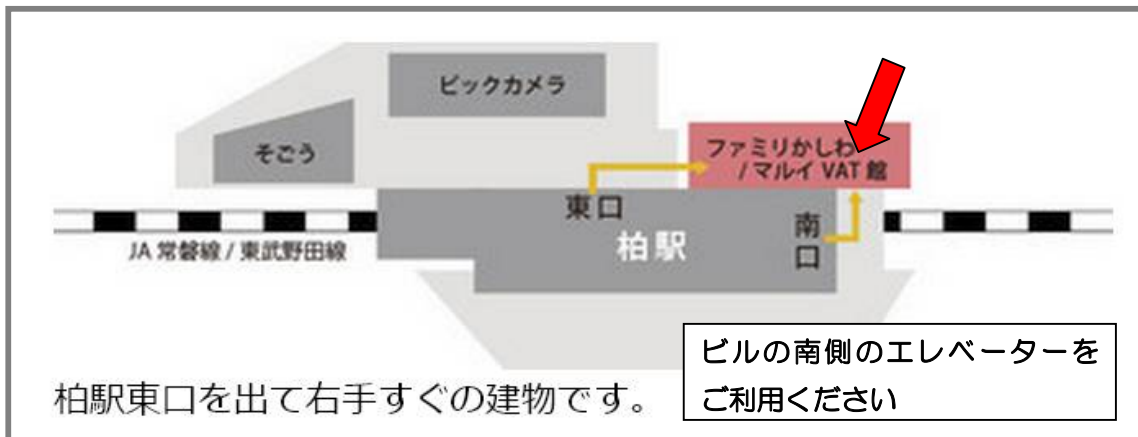 ビックカメラ
そごう
ファミリかしわ
/マルイ VAT 館
東口
南口
柏駅
JA 常磐線 / 東武野田線
ビルの南側のエレベーターを
ご利用ください
柏駅東口を出て右手すぐの建物です。